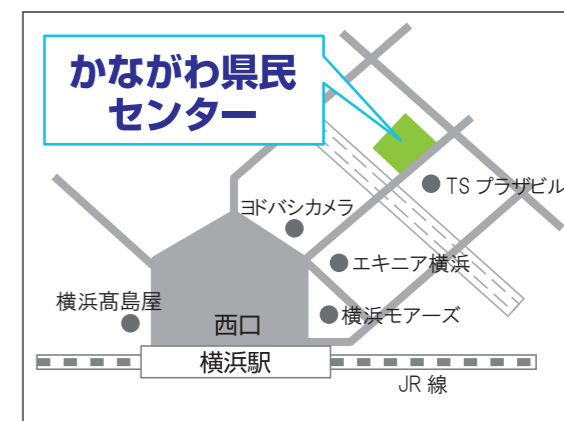 かながわ県民
センター
TS プラザビル
ヨドバシカメラ
エキニア横浜
横浜髙島屋
横浜モアーズ
西口
横浜駅
JR 線